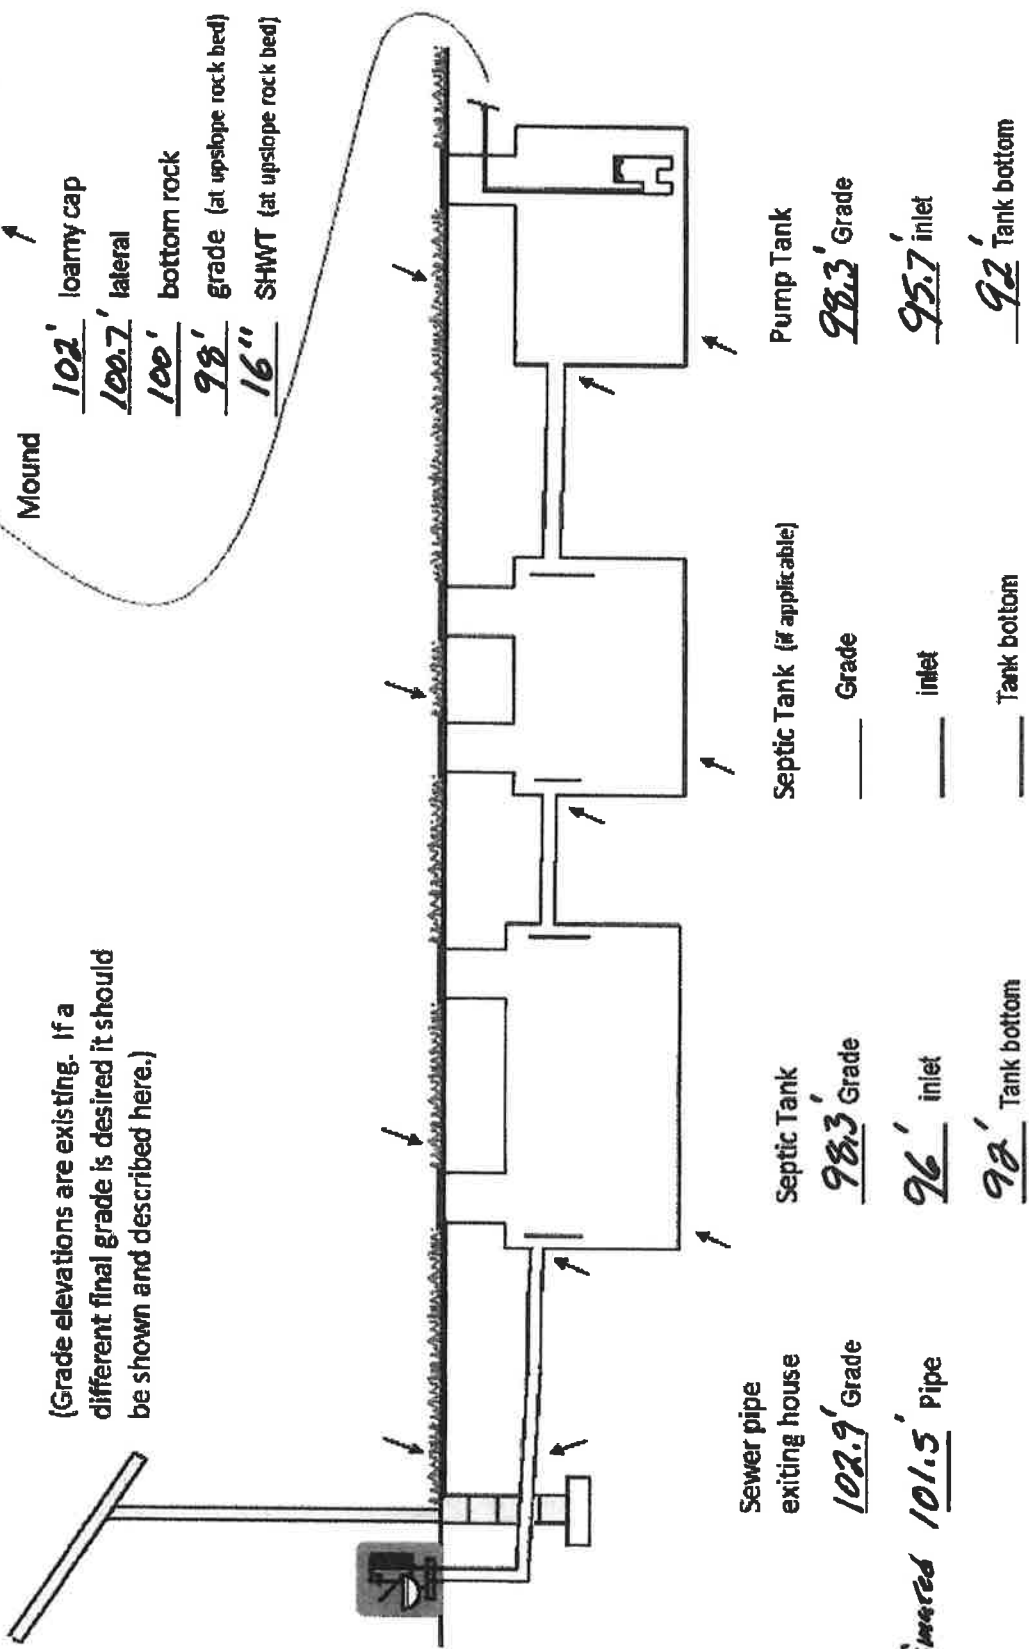 Mound
102' loamy cap
100.7' lateral
100' bottom rock
98' grade (at upslope rock bed)
16" SHWT (at upslope rock bed)
(Grade elevations are existing. If a
different final grade is desired it should
be shown and described here.)
Sewer pipe
exiting house
102.9' Grade
101.5' Pipe
Septic Tank
98.3' Grade
96' inlet
92' Tank bottom
Septic Tank (if applicable)
Grade
inlet
Tank bottom
Pump Tank
98.3' Grade
95.7' inlet
92' Tank bottom